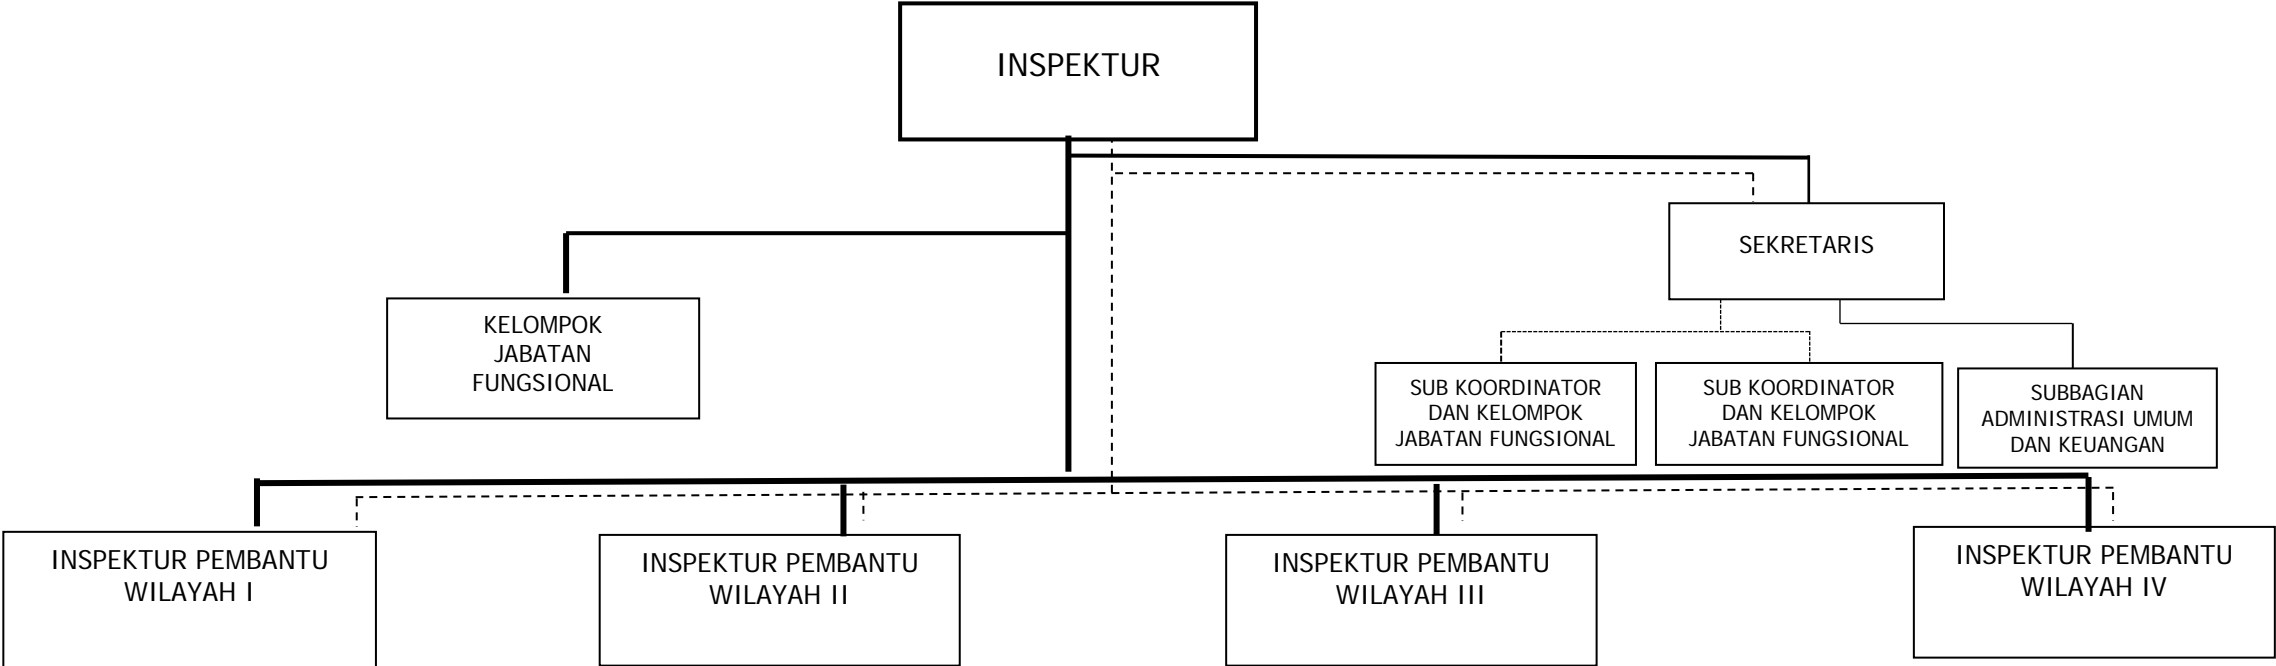 INSPEKTUR
SEKRETARIS
KELOMPOK
JABATAN
FUNGSIONAL
SUB KOORDINATOR
DAN KELOMPOK
JABATAN FUNGSIONAL
SUB KOORDINATOR
DAN KELOMPOK
JABATAN FUNGSIONAL
SUBBAGIAN
ADMINISTRASI UMUM
DAN KEUANGAN
INSPEKTUR PEMBANTU
WILAYAH I
INSPEKTUR PEMBANTU
WILAYAH II
INSPEKTUR PEMBANTU
WILAYAH III
INSPEKTUR PEMBANTU
WILAYAH IV